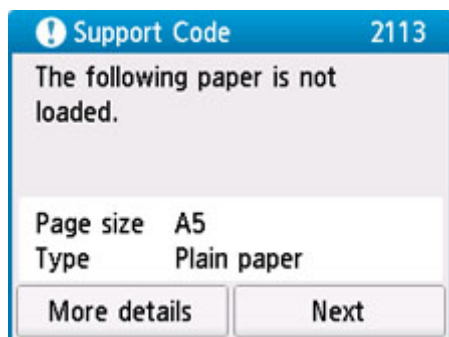 Support Code 2113
The following paper is not
loaded.
Page size A5
Type Plain paper
More details Next